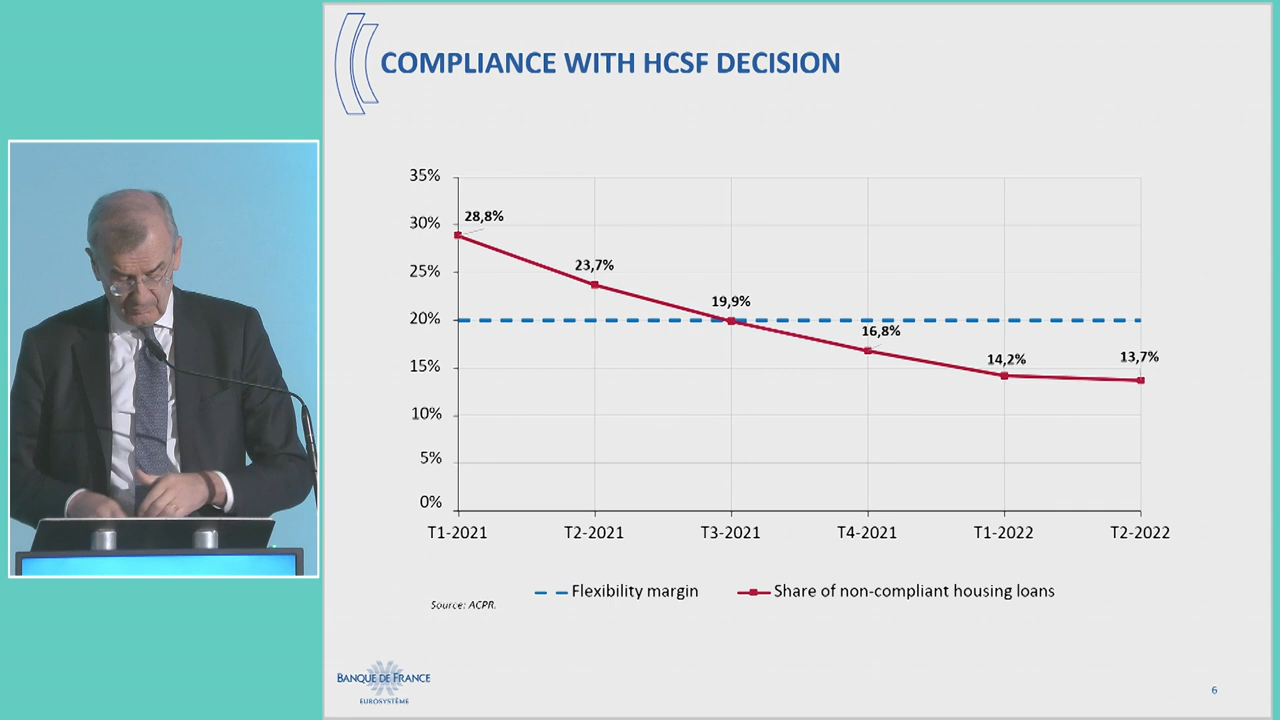 COMPLIANCE WITH HCSF DECISION
35%
30%
25%
20%
15%
10%
5%
0%
28,8%
23,7%
19,9%
16,8%
14,2%
13,7%
T1-2021
T2-2021
T3-2021
T4-2021
T1-2022
T2-2022
Flexibility margin
Share of non-compliant housing loans
Source: ACPR.
BANQUE DE FRANCE
EUROSYSTÈME
6